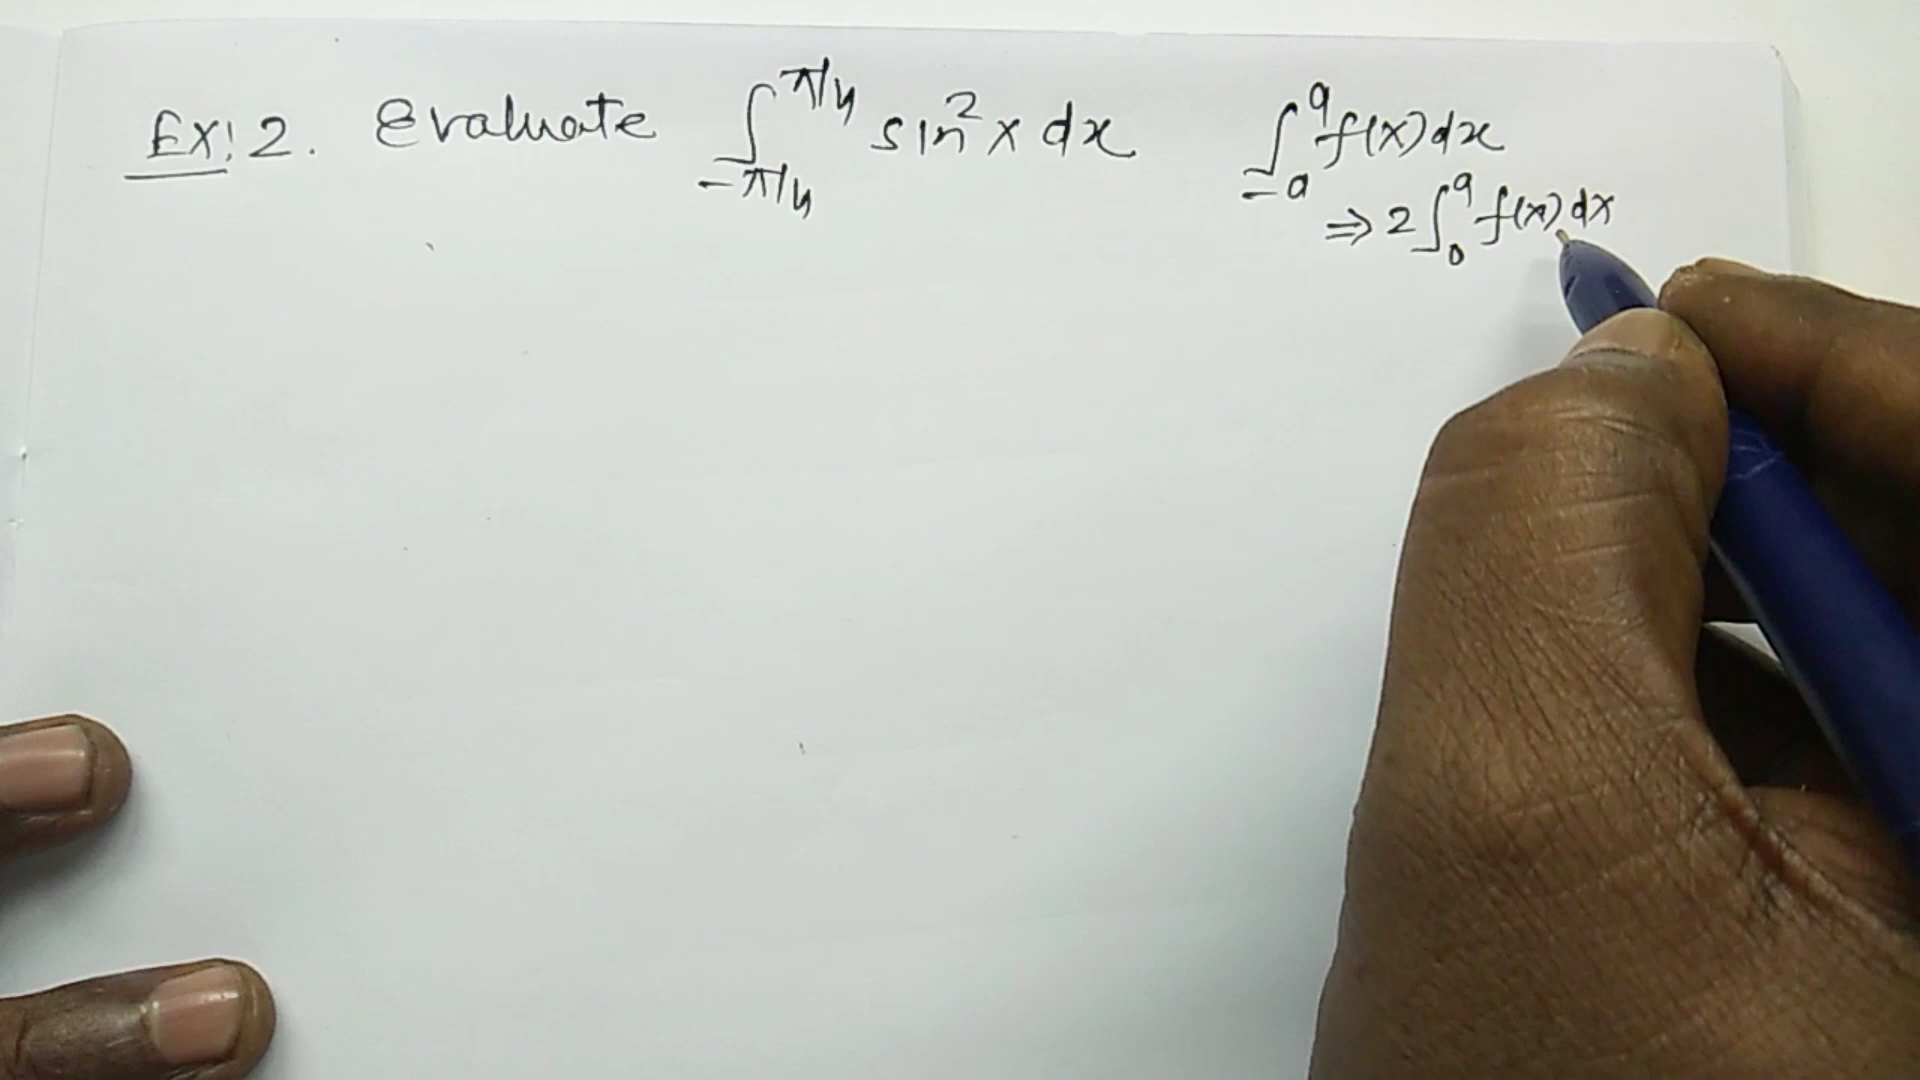 Ex: 2. Evaluate ∫_{-π/4}^{π/4} sin²x dx
∫_{-a}^{a} f(x) dx
⇒ 2∫_{0}^{a} f(x) dx